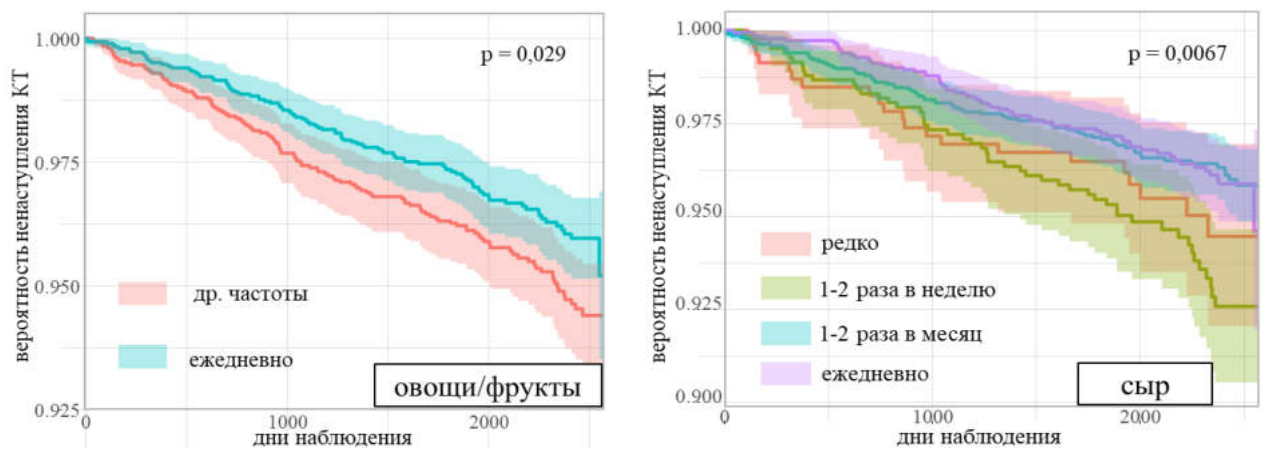 1.000
0.975
0.950
0.925
вероятность ненаступления КТ
p = 0,029
др. частоты
ежедневно
овощи/фрукты
0
1000
2000
дни наблюдения
1.000
0.975
0.950
0.925
0.900
вероятность ненаступления КТ
p = 0,0067
редко
1-2 раза в неделю
1-2 раза в месяц
ежедневно
сыр
0
1000
2000
дни наблюдения